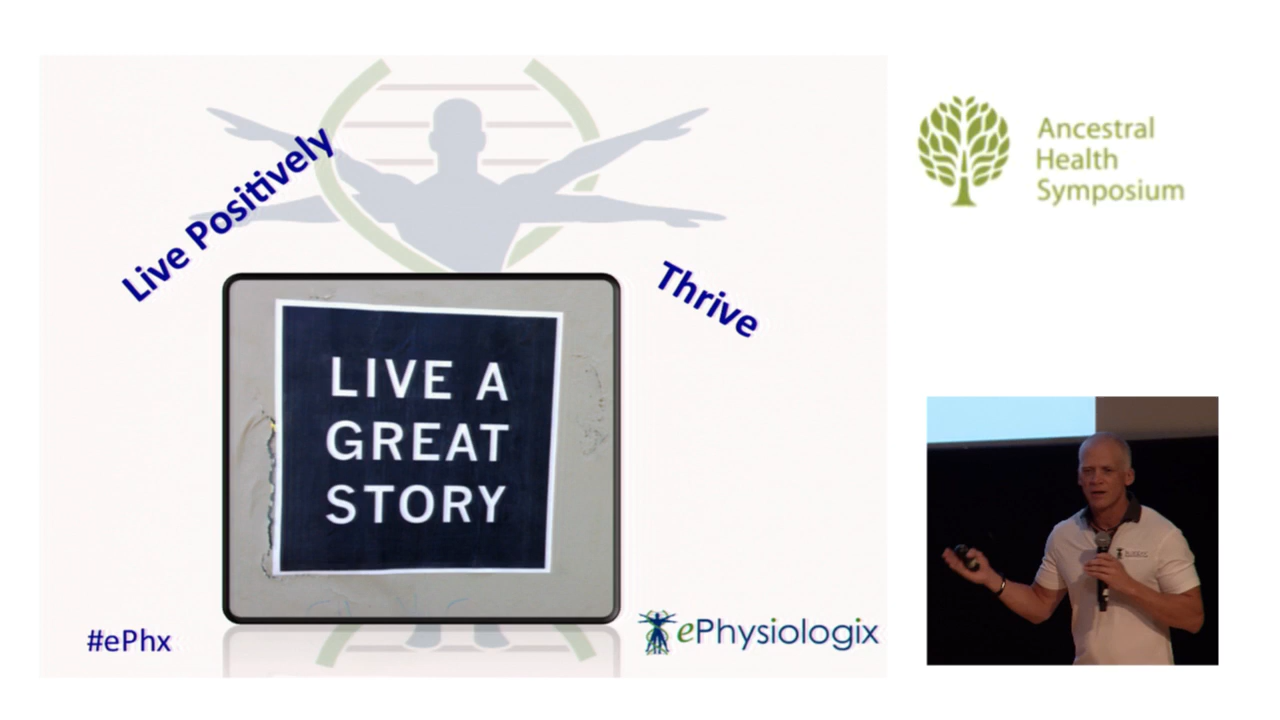 Live Positively
Thrive
LIVE A
GREAT
STORY
#ePhx
ePhysiologix
Ancestral
Health
Symposium